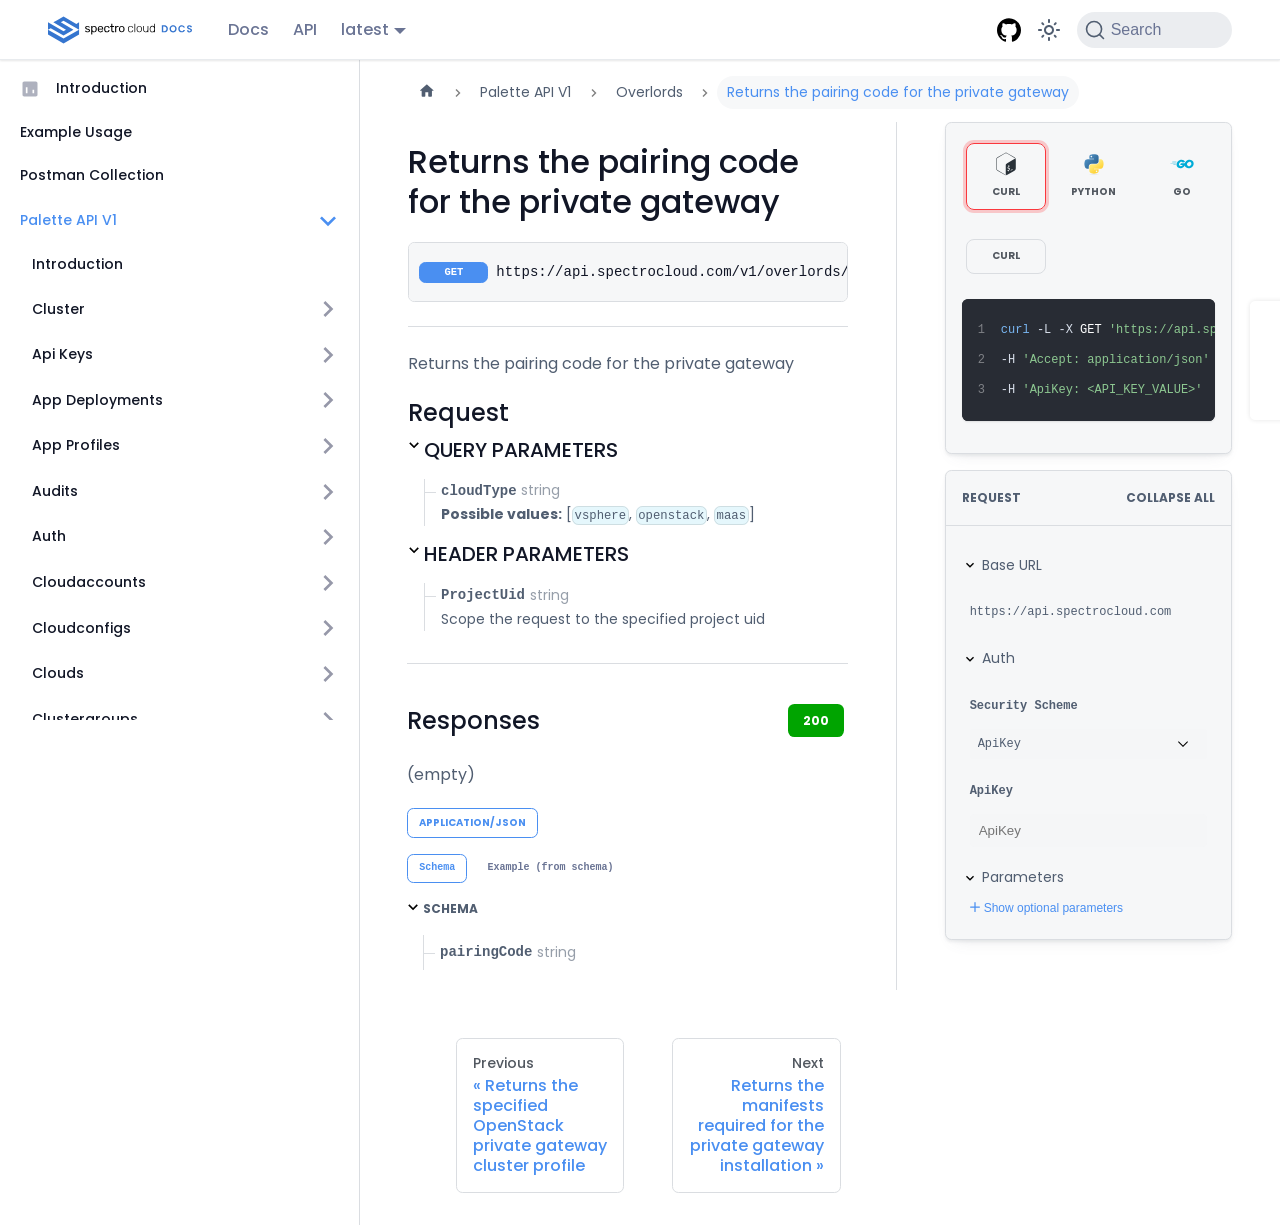 spectro cloud DOCS
Docs
API
latest
Search
Introduction
Example Usage
Postman Collection
Palette API V1
Introduction
Cluster
Api Keys
App Deployments
App Profiles
Audits
Auth
Cloudaccounts
Cloudconfigs
Clouds
Clustergroups
Palette API V1
Overlords
Returns the pairing code for the private gateway
Returns the pairing code
for the private gateway
GET https://api.spectrocloud.com/v1/overlords/
Returns the pairing code for the private gateway
Request
QUERY PARAMETERS
cloudType string
Possible values: [vsphere, openstack, maas]
HEADER PARAMETERS
ProjectUid string
Scope the request to the specified project uid
Responses
200
(empty)
APPLICATION/JSON
Schema
Example (from schema)
SCHEMA
pairingCode string
Previous
« Returns the
specified
OpenStack
private gateway
cluster profile
Next
Returns the
manifests
required for the
private gateway
installation »
CURL
PYTHON
GO
CURL
1 curl -L -X GET 'https://api.sp
2 -H 'Accept: application/json'
3 -H 'ApiKey: <API_KEY_VALUE>'
REQUEST
COLLAPSE ALL
Base URL
https://api.spectrocloud.com
Auth
Security Scheme
ApiKey
ApiKey
ApiKey
Parameters
Show optional parameters